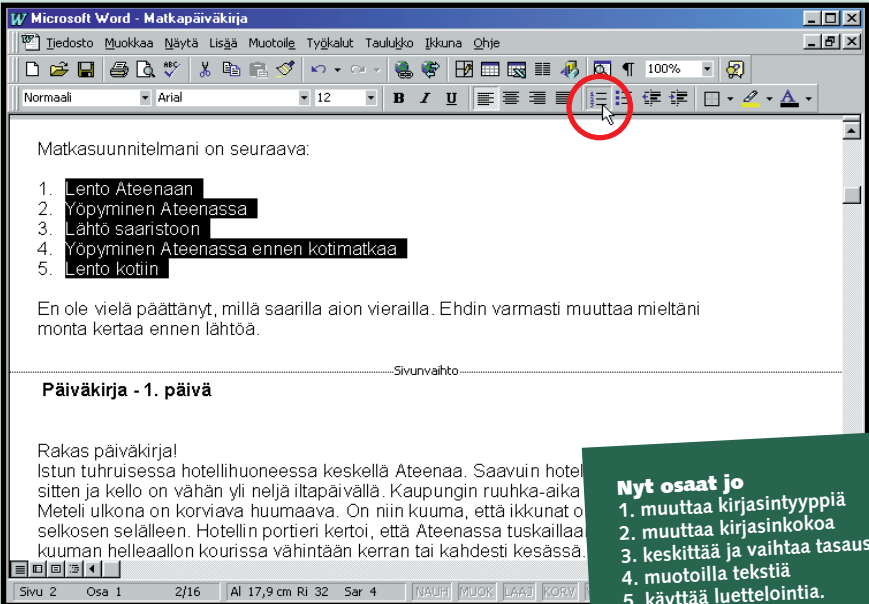 Microsoft Word - Matkapäiväkirja
Tiedosto Muokkaa Näytä Lisää Muotoile Työkalut Taulukko Ikkuna Ohje
100%
Normaali Arial 12 B I U
Matkasuunnitelmani on seuraava:
1. Lento Ateenaan
2. Yöpyminen Ateenassa
3. Lähtö saaristoon
4. Yöpyminen Ateenassa ennen kotimatkaa
5. Lento kotiin
En ole vielä päättänyt, millä saarilla aion vierailla. Ehdin varmasti muuttaa mieltäni
monta kertaa ennen lähtöä.
Sivunvaihto
Päiväkirja - 1. päivä
Rakas päiväkirja!
Istun tuhruisessa hotellihuoneessa keskellä Ateenaa. Saavuin
sitten ja kello on vähän yli neljä iltapäivällä. Kaupungin ruuhka-aika
Meteli ulkona on korviava huumaava. On niin kuuma, että ikkunat
selkosen selälleen. Hotellin portieri kertoi, että Ateenassa
kuuman helleaallon kourissa vähintään kerran tai kahdesti kesässä.
Sivu 2 Osa 1 2/16 Al 17,9 cm Ri 32 Sar 4 NAUH MUOK LAAJ KORV
Nyt osaat jo
1. muuttaa kirjasintyyppiä
2. muuttaa kirjasinkokoa
3. keskittää ja vaihtaa tasaus
4. muotoilla tekstiä
5. käyttää luettelointia.